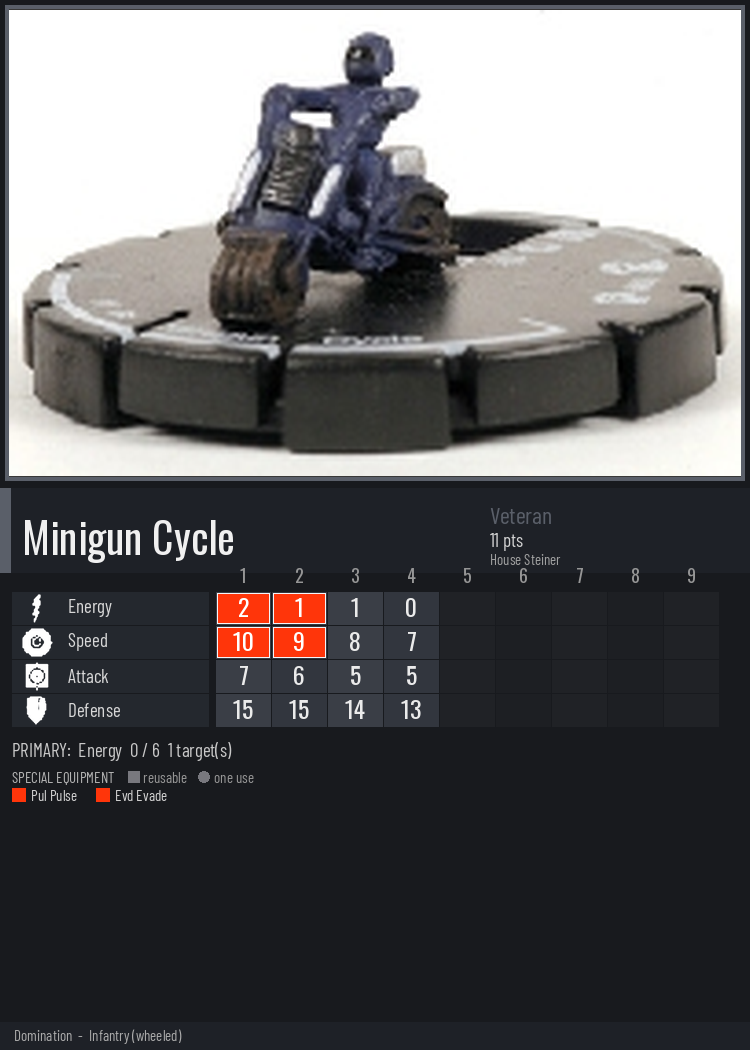 Minigun Cycle
Veteran
11 pts
House Steiner
1 2 3 4 5 6 7 8 9
Energy 2 1 1 0
Speed 10 9 8 7
Attack 7 6 5 5
Defense 15 15 14 13
PRIMARY: Energy 0 / 6 1 target(s)
SPECIAL EQUIPMENT reusable one use
Pul Pulse Evd Evade
Domination - Infantry (wheeled)